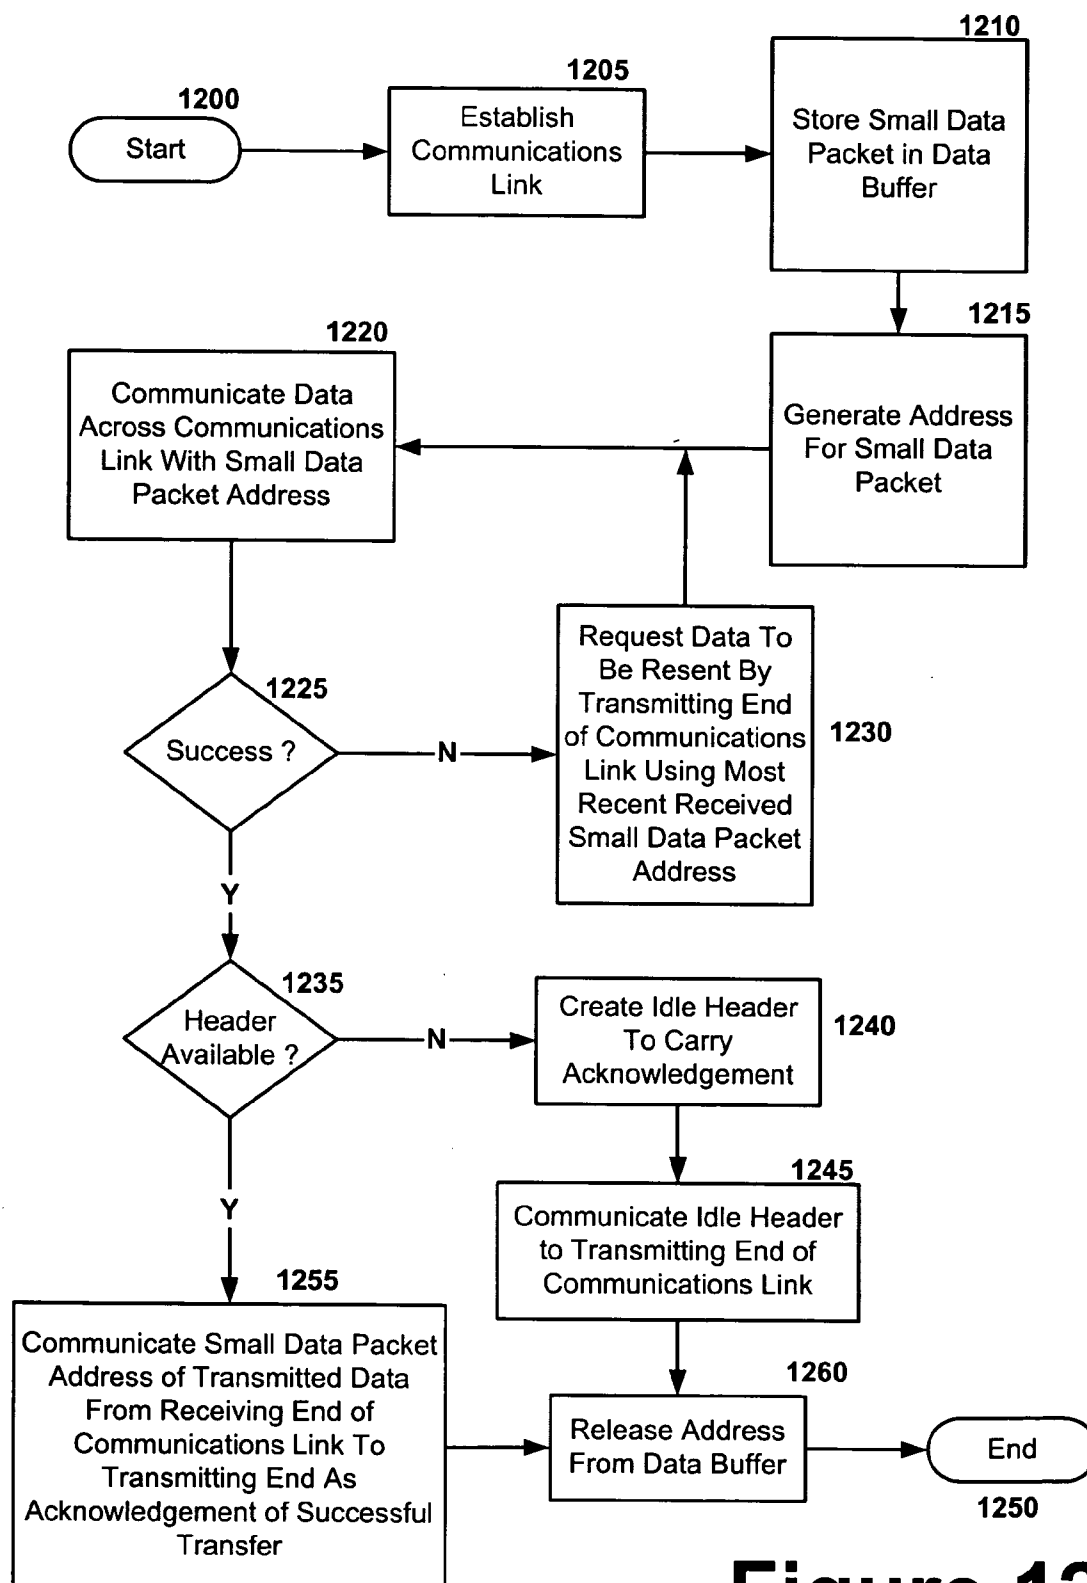 1200
Start
1205
Establish
Communications
Link
1210
Store Small Data
Packet in Data
Buffer
1215
Generate Address
For Small Data
Packet
1220
Communicate Data
Across Communications
Link With Small Data
Packet Address
1225
Success ?
N
Request Data To
Be Resent By
Transmitting End
of Communications
Link Using Most
Recent Received
Small Data Packet
Address
1230
Y
1235
Header
Available ?
N
Create Idle Header
To Carry
Acknowledgement
1240
1245
Communicate Idle Header
to Transmitting End of
Communications Link
Y
1255
Communicate Small Data Packet
Address of Transmitted Data
From Receiving End of
Communications Link To
Transmitting End As
Acknowledgement of Successful
Transfer
1260
Release Address
From Data Buffer
End
1250